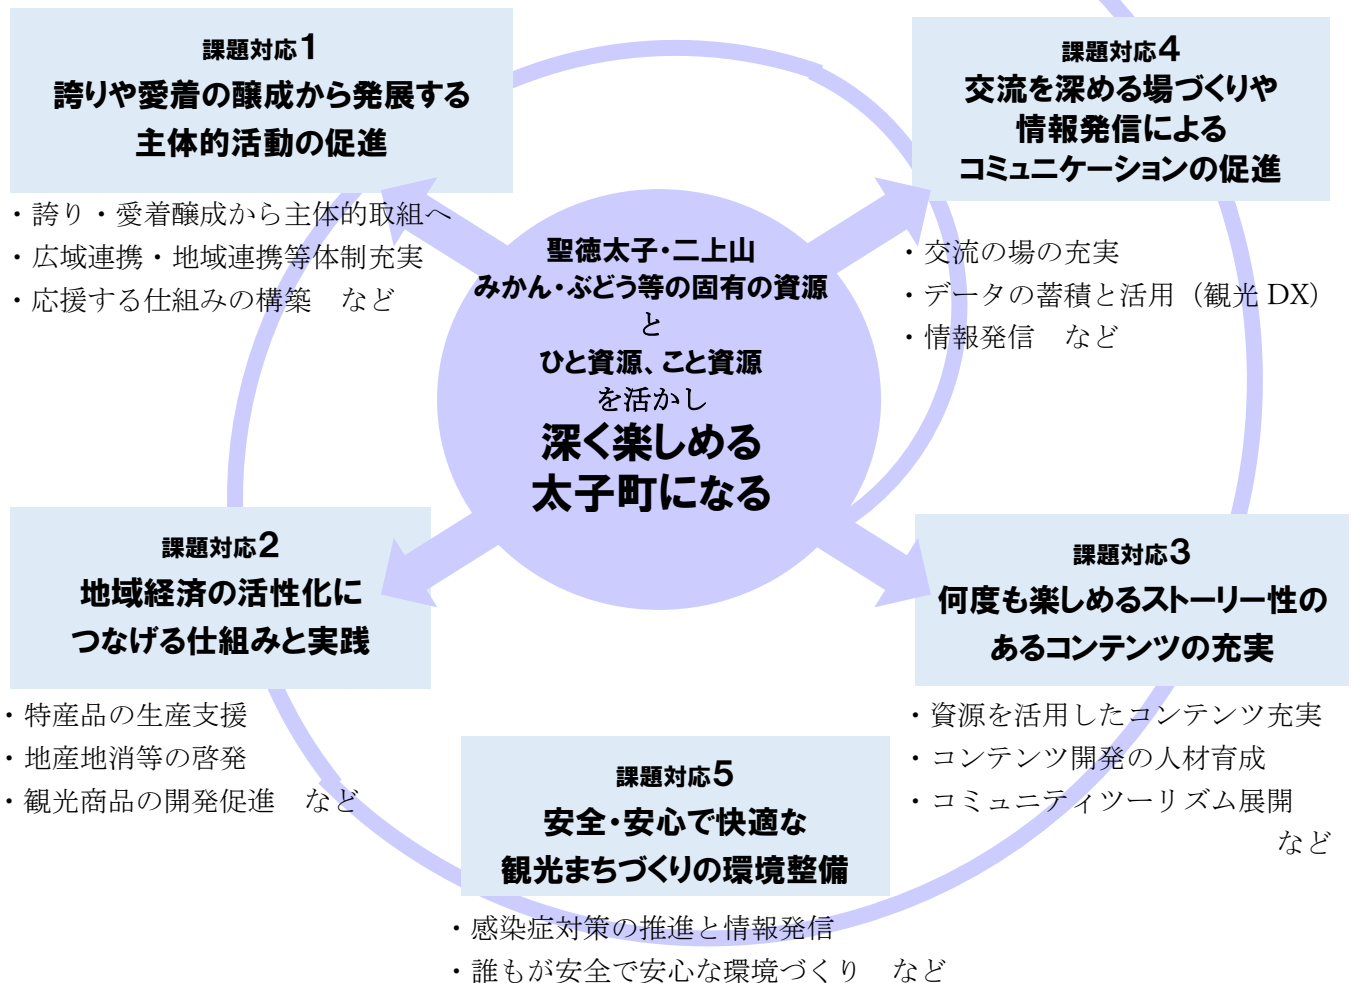 課題対応1
誇りや愛着の醸成から発展する
主体的活動の促進
・誇り・愛着醸成から主体的取組へ
・広域連携・地域連携等体制充実
・応援する仕組みの構築　など
課題対応4
交流を深める場づくりや
情報発信による
コミュニケーションの促進
・交流の場の充実
・データの蓄積と活用（観光 DX）
・情報発信　など
聖徳太子・二上山
みかん・ぶどう等の固有の資源
と
ひと資源、こと資源
を活かし
深く楽しめる
太子町になる
課題対応2
地域経済の活性化に
つなげる仕組みと実践
・特産品の生産支援
・地産地消等の啓発
・観光商品の開発促進　など
課題対応3
何度も楽しめるストーリー性の
あるコンテンツの充実
・資源を活用したコンテンツ充実
・コンテンツ開発の人材育成
・コミュニティツーリズム展開
など
課題対応5
安全・安心で快適な
観光まちづくりの環境整備
・感染症対策の推進と情報発信
・誰もが安全で安心な環境づくり　など